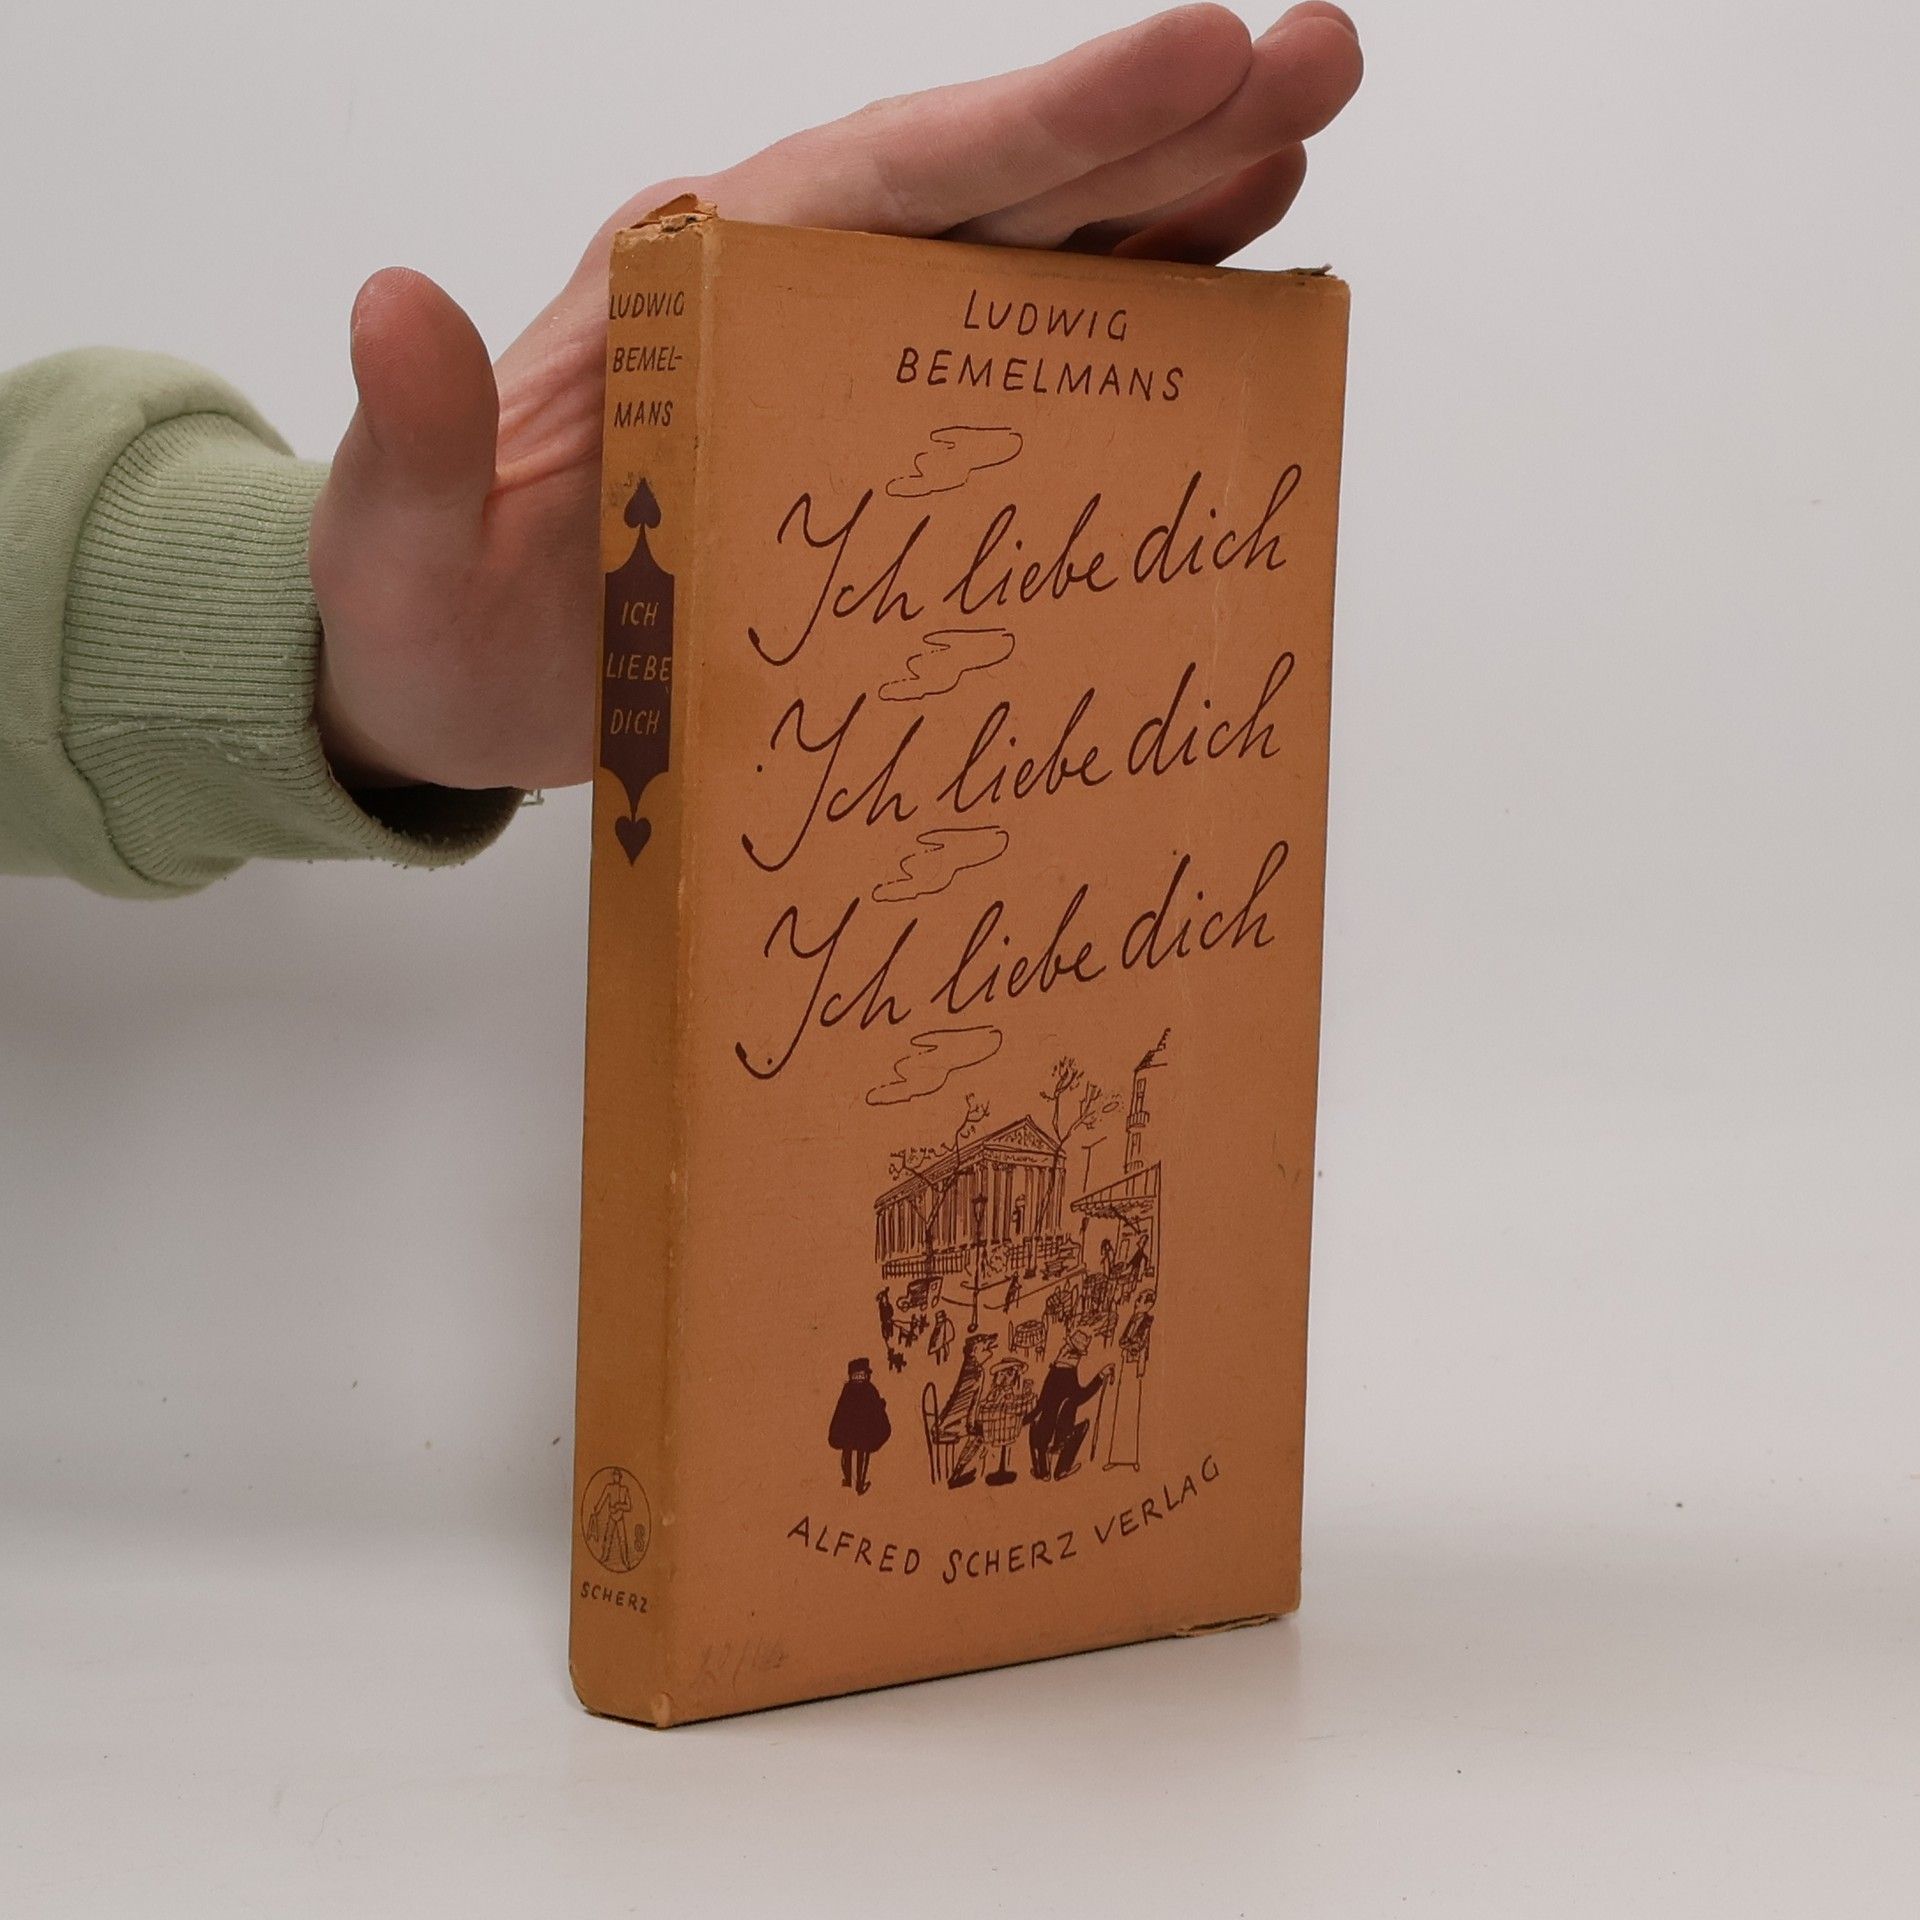 LUDWIG
BEMEL-
MANS
ICH
LIEBE
DICH
S
SCHERZ
LUDWIG
BEMELMANS
Ich liebe dich
Ich liebe dich
Ich liebe dich
ALFRED SCHERZ VERLAG